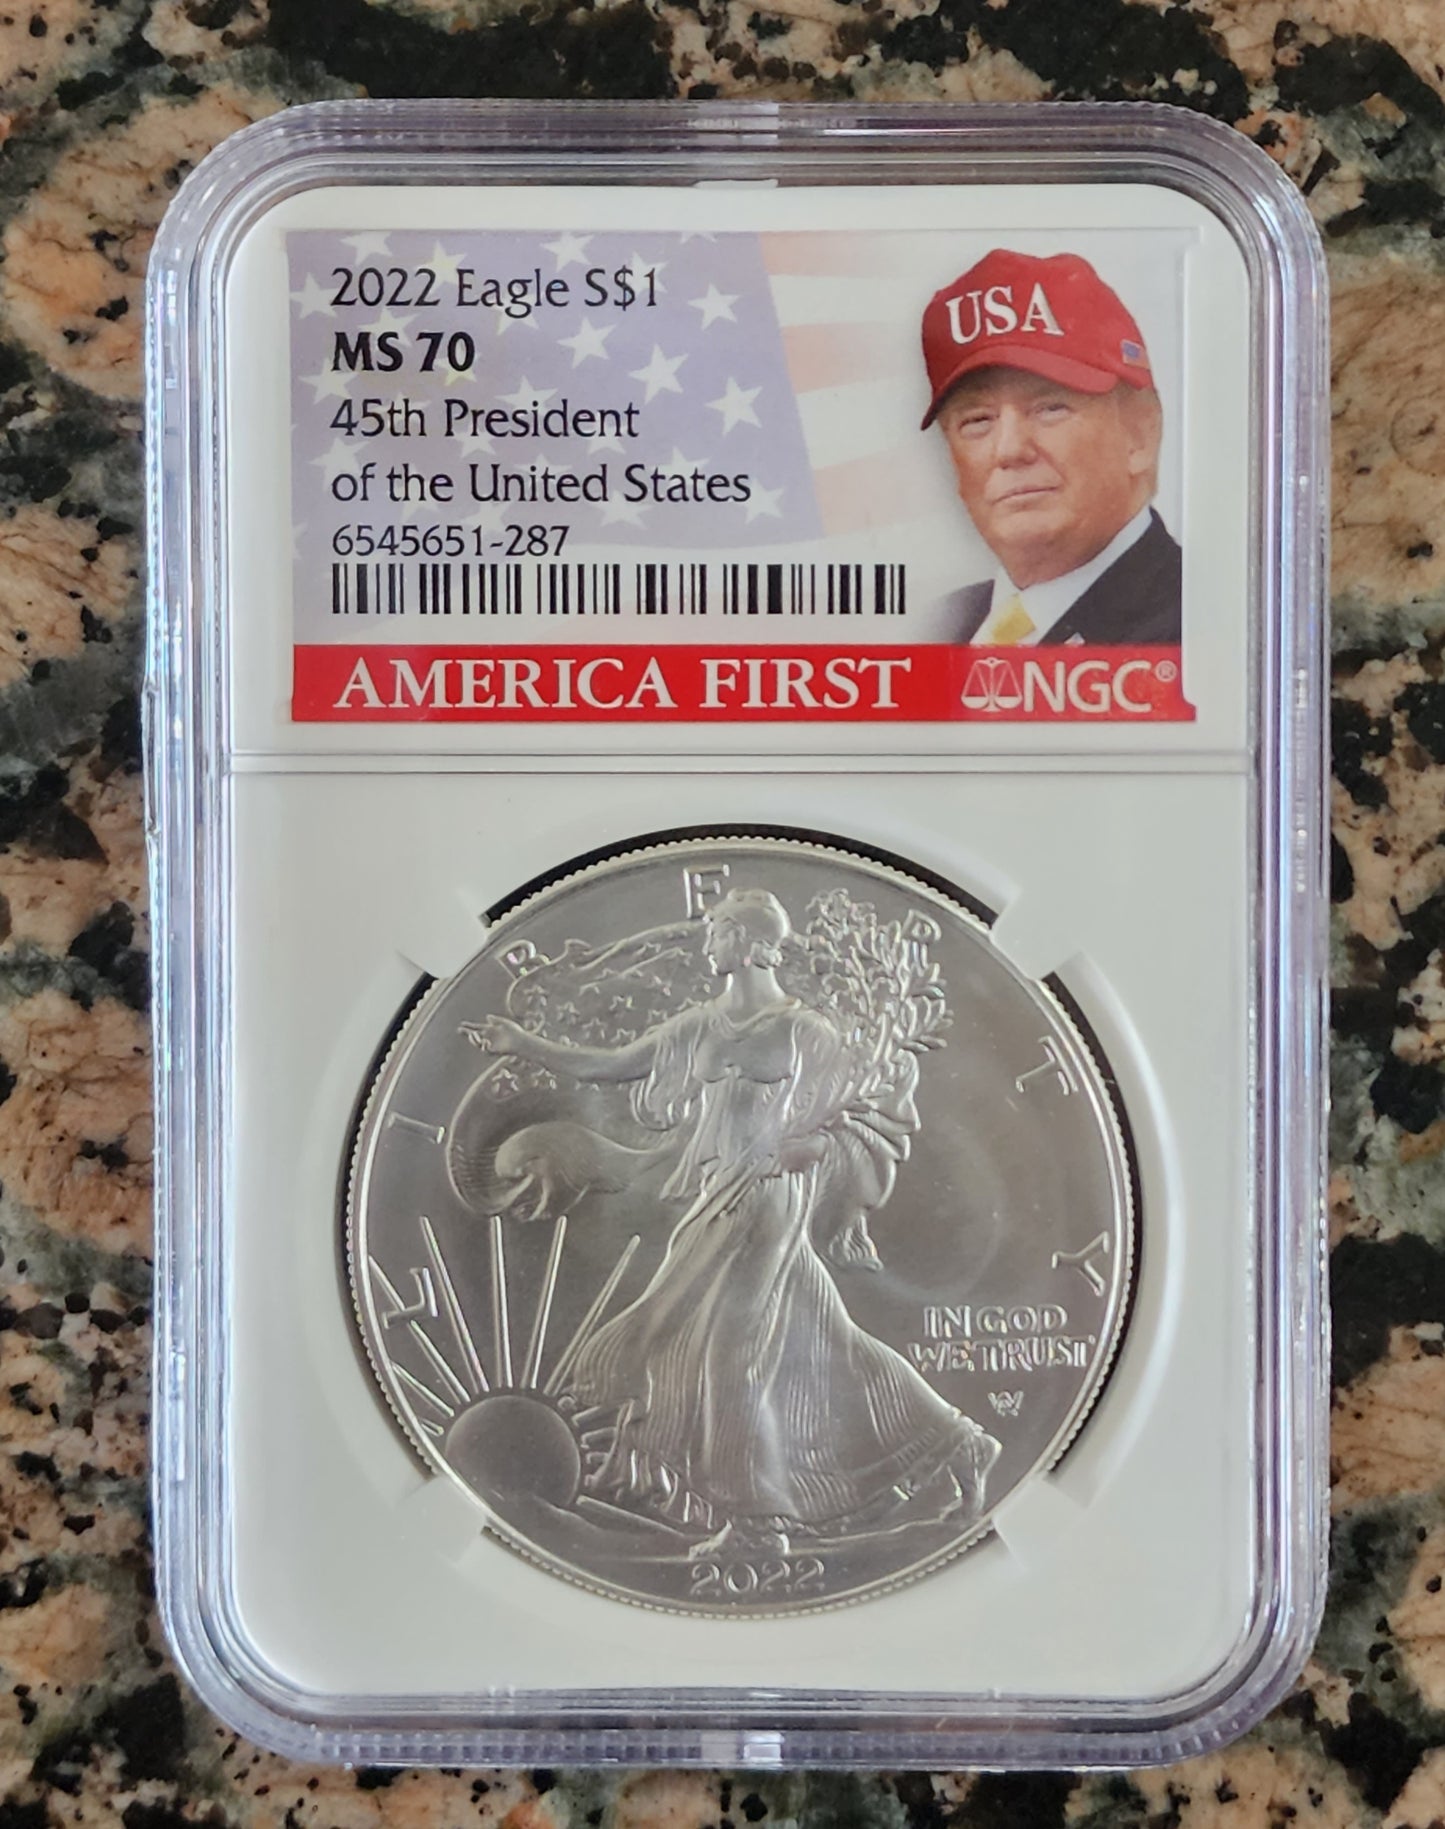 2022 Eagle S$1
USA
MS 70
45th President
of the United States
6545651-287
AMERICA FIRST
NGC®
LIBERTY
IN GOD
WE TRUST
AW
2022